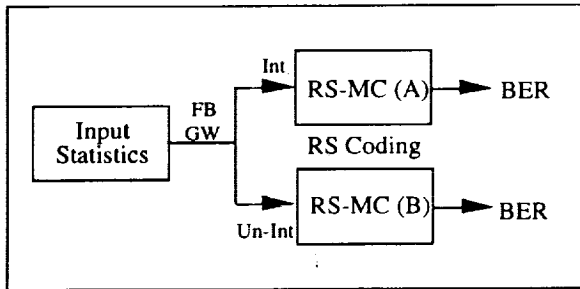 Int
RS-MC (A)
BER
FB
GW
Input
Statistics
RS Coding
RS-MC (B)
BER
Un-Int